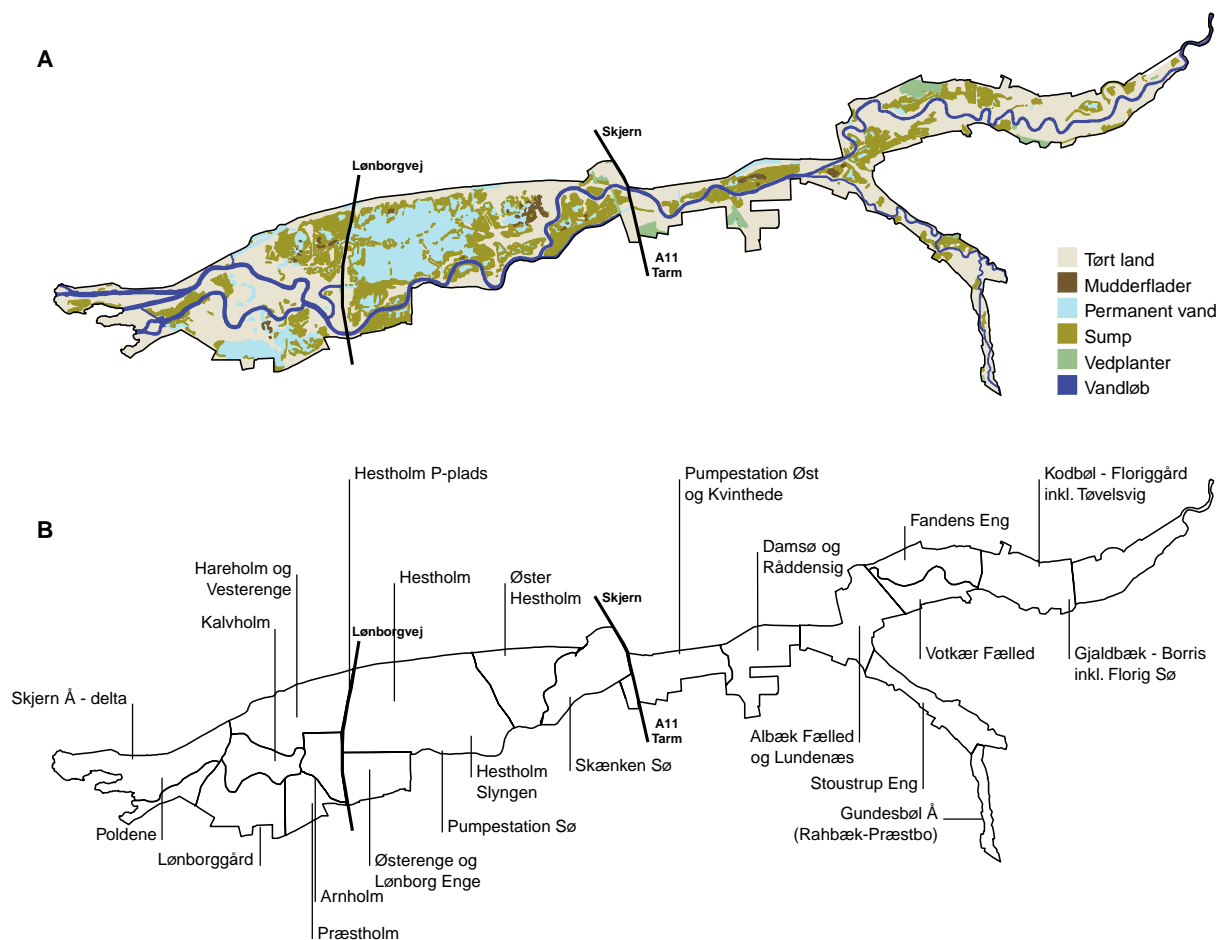 A
Skjern
Lønborgvej
A11
Tarm
Tørt land
Mudderflader
Permanent vand
Sump
Vedplanter
Vandløb
B
Hestholm P-plads
Pumpestation Øst
og Kvinthede
Kodbøl - Floriggård
inkl. Tøvelsvig
Fandens Eng
Damsø og
Råddensig
Hareholm og
Vesterenge
Hestholm
Øster
Hestholm
Skjern
Kalvholm
Lønborgvej
Votkær Fælled
Gjaldbæk - Borris
inkl. Florig Sø
Skjern Å - delta
A11
Tarm
Albæk Fælled
og Lundenæs
Skænken Sø
Hestholm
Slyngen
Stoustrup Eng
Gundesbøl Å
(Rahbæk-Præstbo)
Poldene
Pumpestation Sø
Lønborggård
Østerenge og
Lønborg Enge
Arnholm
Præstholm